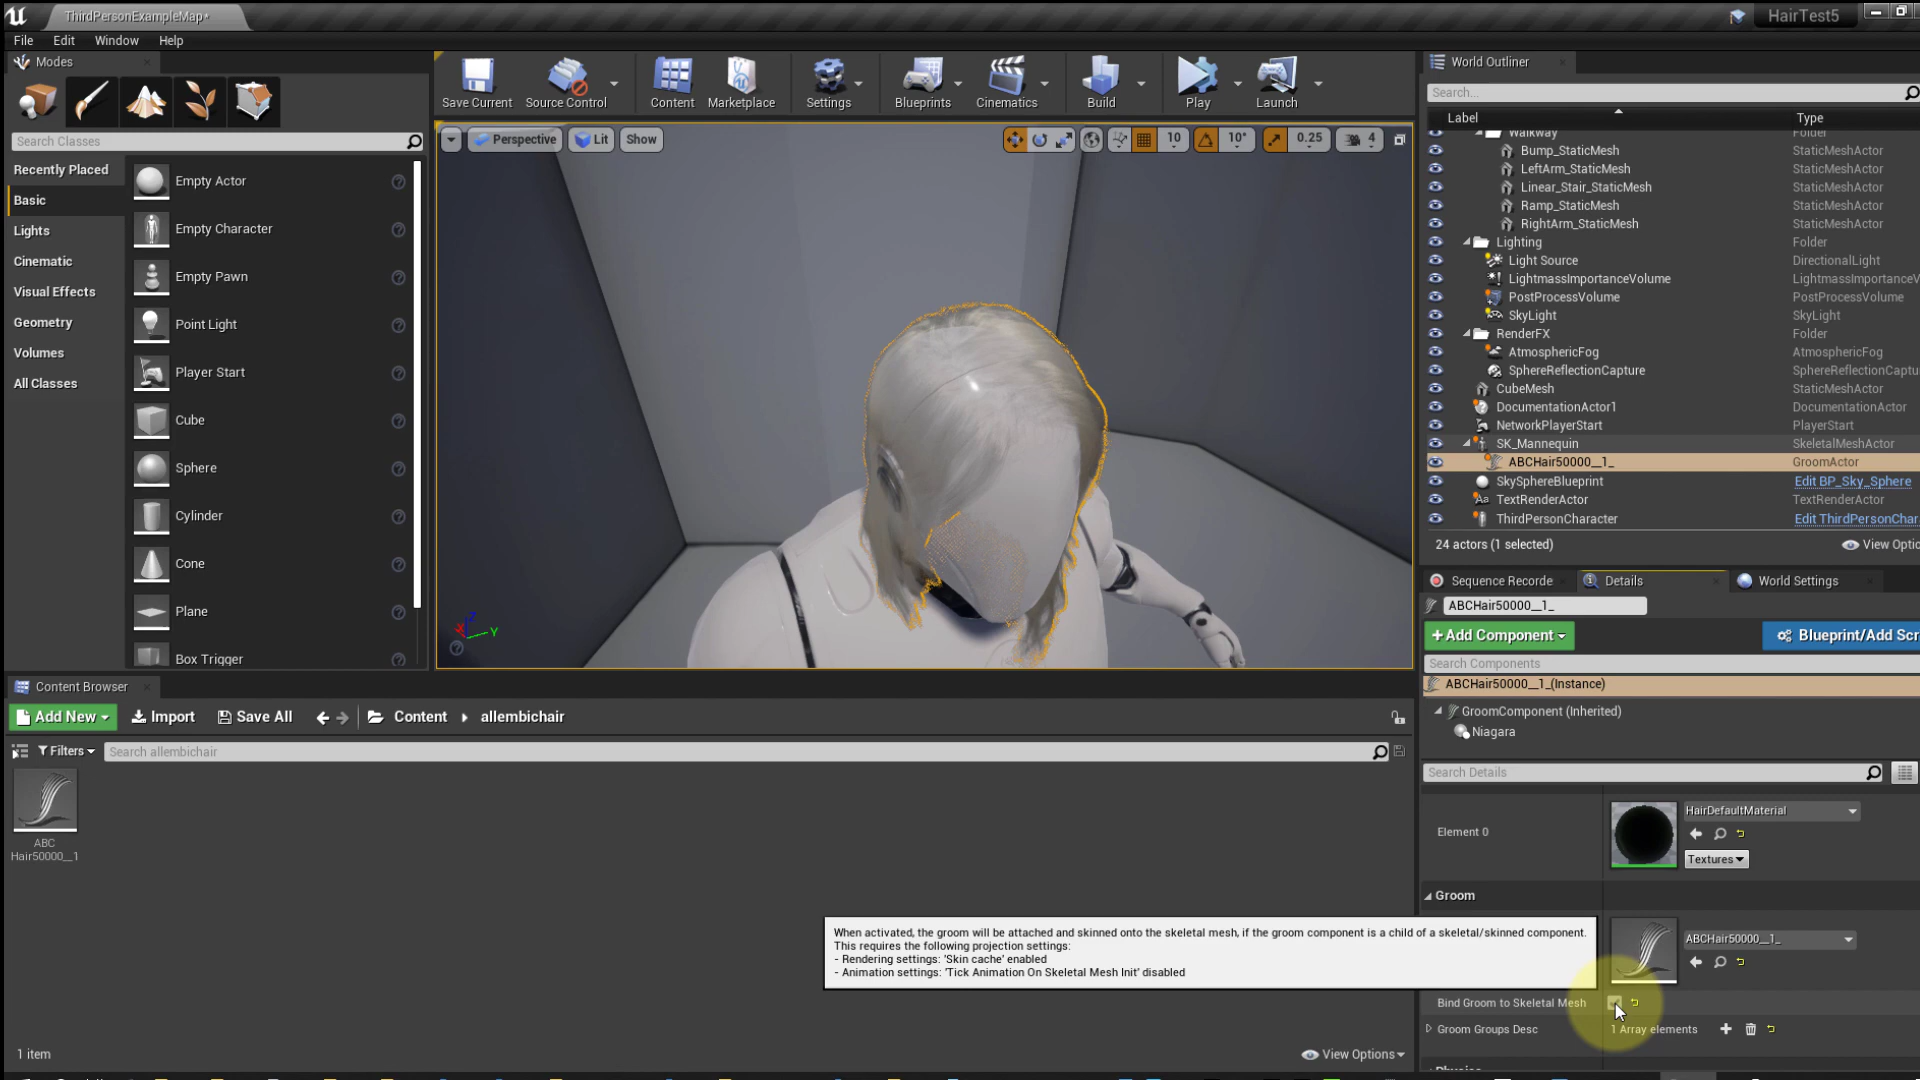 ThirdPersonExampleMap*
HairTest5
File Edit Window Help
Modes
Search Classes
Recently Placed
Basic
Lights
Cinematic
Visual Effects
Geometry
Volumes
All Classes
Empty Actor
Empty Character
Empty Pawn
Point Light
Player Start
Cube
Sphere
Cylinder
Cone
Plane
Box Trigger
Save Current Source Control Content Marketplace Settings Blueprints Cinematics Build Play Launch
Perspective Lit Show 10 10° 0.25 4
X Y Z
World Outliner
Search...
Label Type
Walkway Folder
Bump_StaticMesh StaticMeshActor
LeftArm_StaticMesh StaticMeshActor
Linear_Stair_StaticMesh StaticMeshActor
Ramp_StaticMesh StaticMeshActor
RightArm_StaticMesh StaticMeshActor
Lighting Folder
Light Source DirectionalLight
LightmassImportanceVolume LightmassImportanceV
PostProcessVolume PostProcessVolume
SkyLight SkyLight
RenderFX Folder
AtmosphericFog AtmosphericFog
SphereReflectionCapture SphereReflectionCaptu
CubeMesh StaticMeshActor
DocumentationActor1 DocumentationActor
NetworkPlayerStart PlayerStart
SK_Mannequin SkeletalMeshActor
ABCHair50000__1_ GroomActor
SkySphereBlueprint Edit BP_Sky_Sphere
TextRenderActor TextRenderActor
ThirdPersonCharacter Edit ThirdPersonChar
24 actors (1 selected) View Optio
Sequence Recorde Details World Settings
ABCHair50000__1_
+Add Component Blueprint/Add Scr
Search Components
ABCHair50000__1_(Instance)
GroomComponent (Inherited)
Niagara
Search Details
Element 0
HairDefaultMaterial
Textures
Groom
ABCHair50000__1_
Bind Groom to Skeletal Mesh
Groom Groups Desc 1 Array elements
Physics
When activated, the groom will be attached and skinned onto the skeletal mesh, if the groom component is a child of a skeletal/skinned component.
This requires the following projection settings:
- Rendering settings: 'Skin cache' enabled
- Animation settings: 'Tick Animation On Skeletal Mesh Init' disabled
Content Browser
Add New Import Save All Content allembichair
Filters Search allembichair
ABC
Hair50000__1
1 item View Options